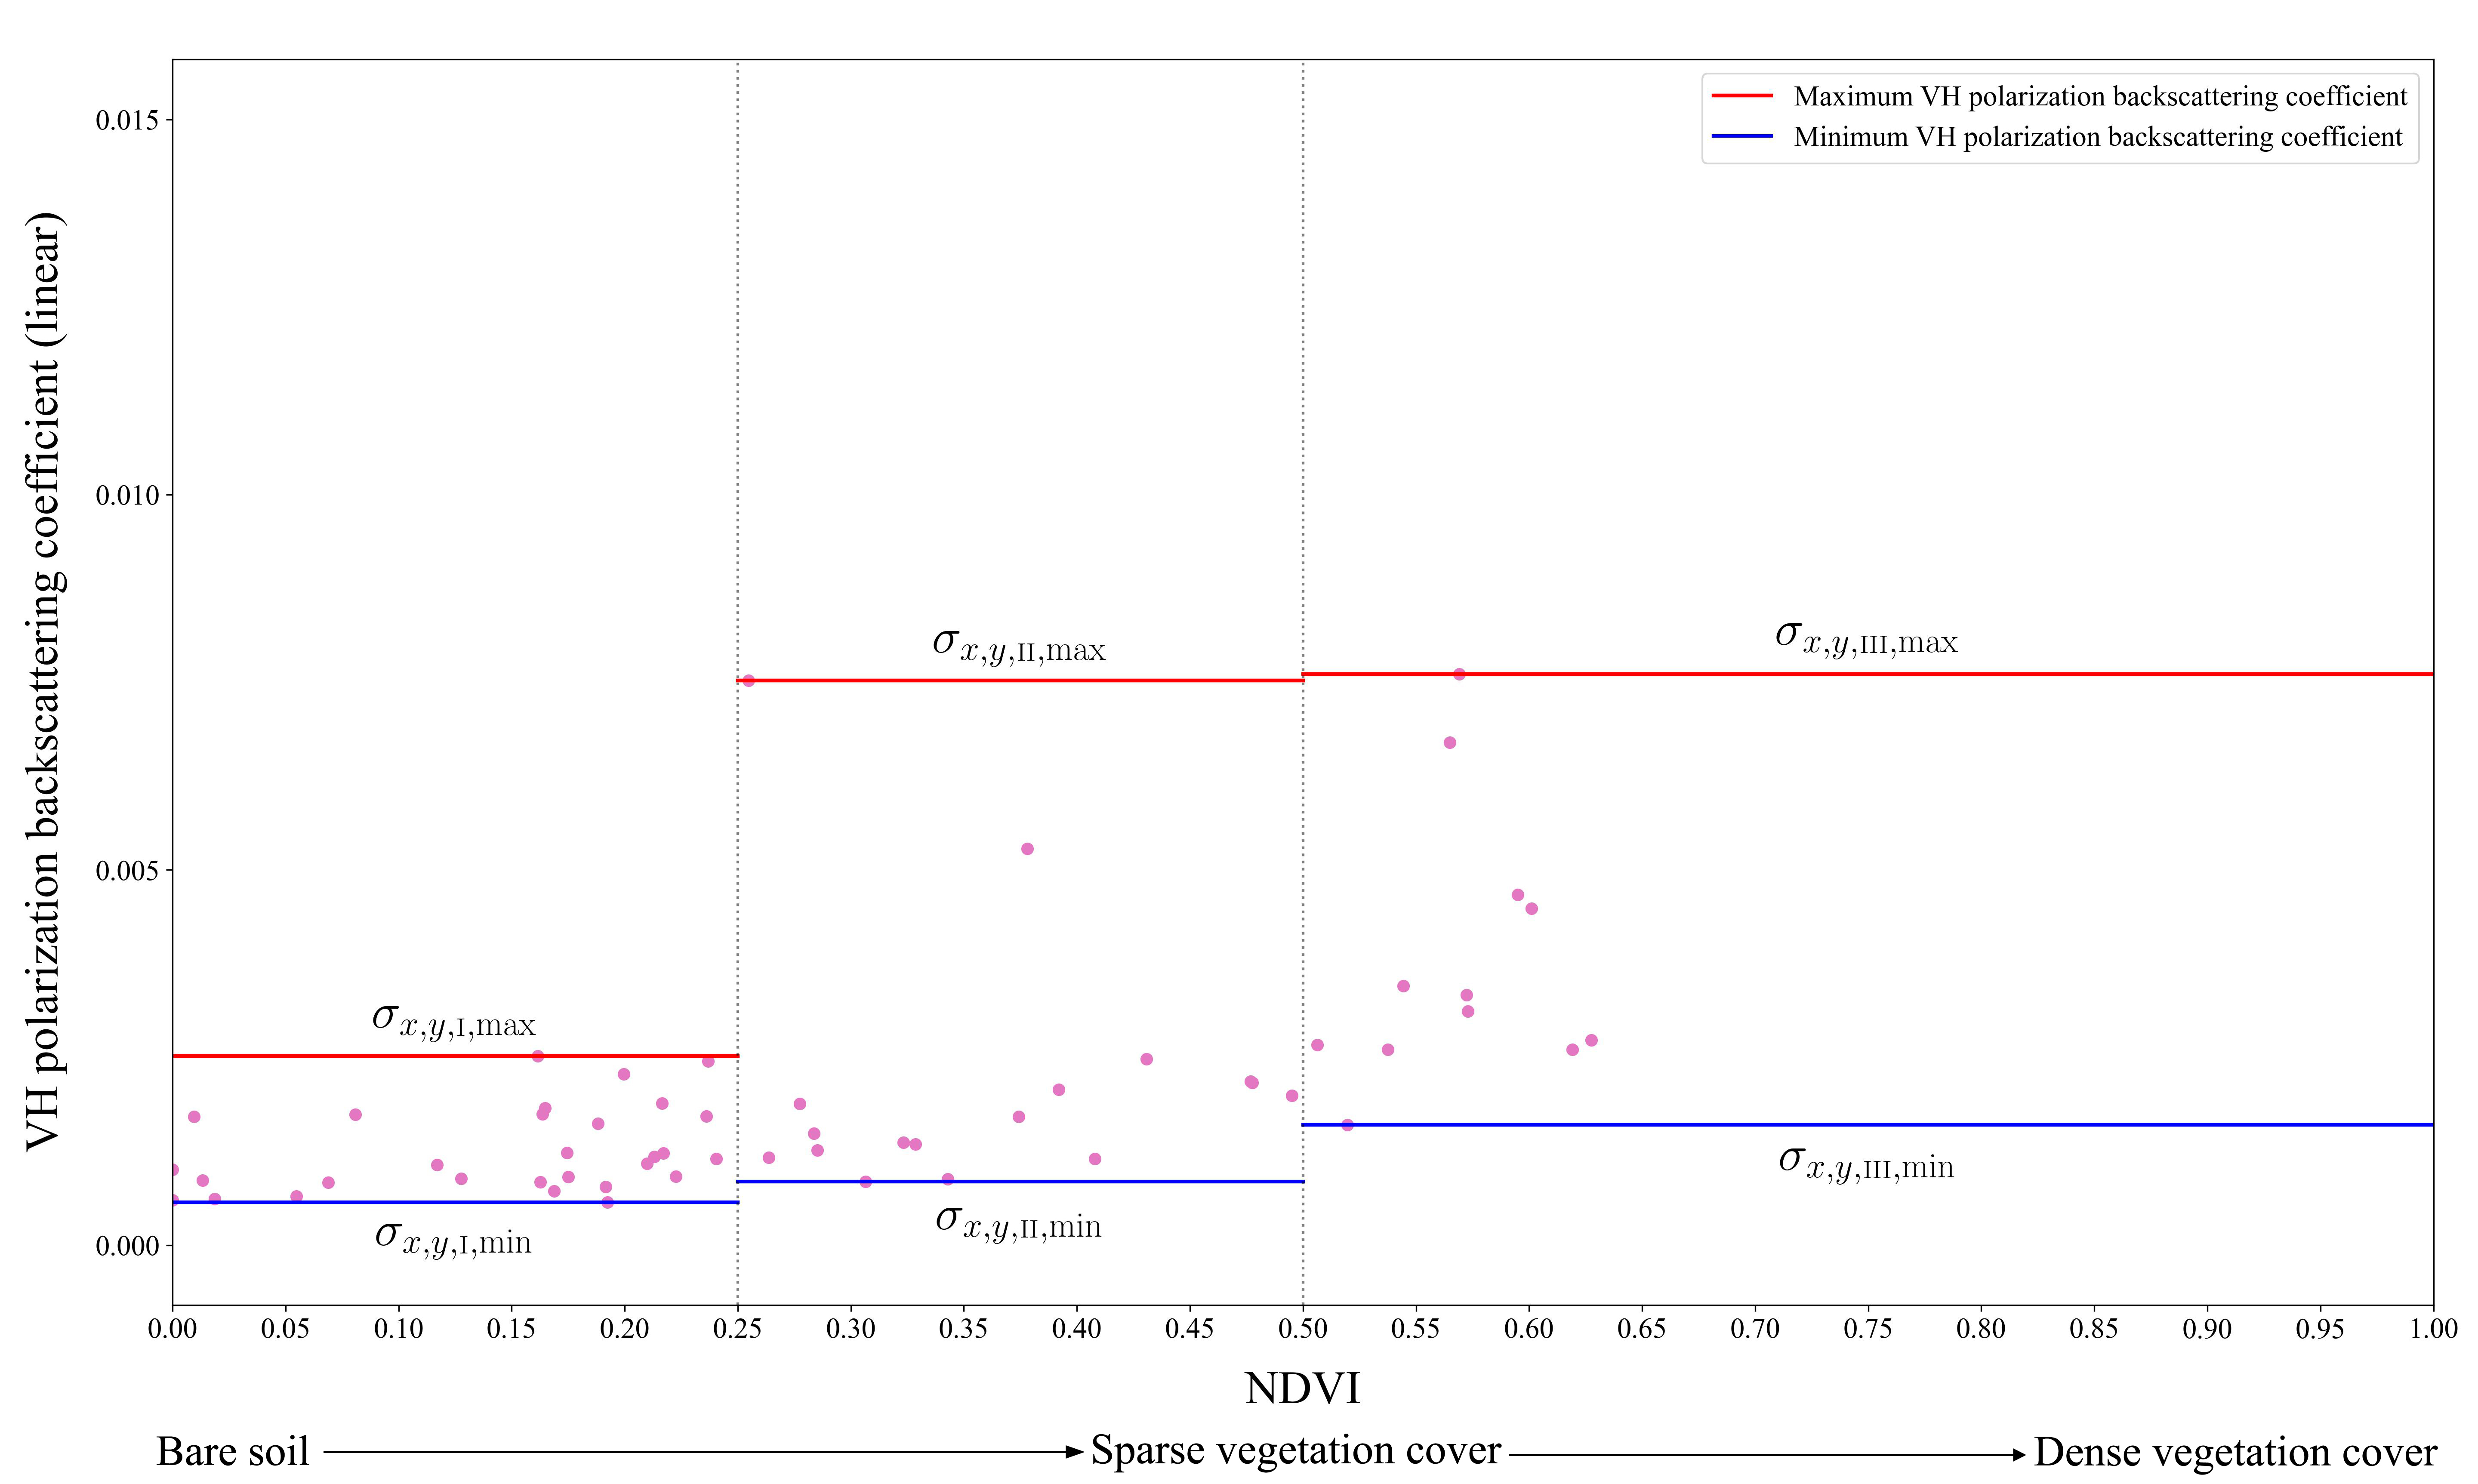 Maximum VH polarization backscattering coefficient
Minimum VH polarization backscattering coefficient
VH polarization backscattering coefficient (linear)
0.015
0.010
0.005
0.000
σx,y,I,max
σx,y,I,min
σx,y,II,max
σx,y,II,min
σx,y,III,max
σx,y,III,min
0.00 0.05 0.10 0.15 0.20 0.25 0.30 0.35 0.40 0.45 0.50 0.55 0.60 0.65 0.70 0.75 0.80 0.85 0.90 0.95 1.00
NDVI
Bare soil Sparse vegetation cover Dense vegetation cover